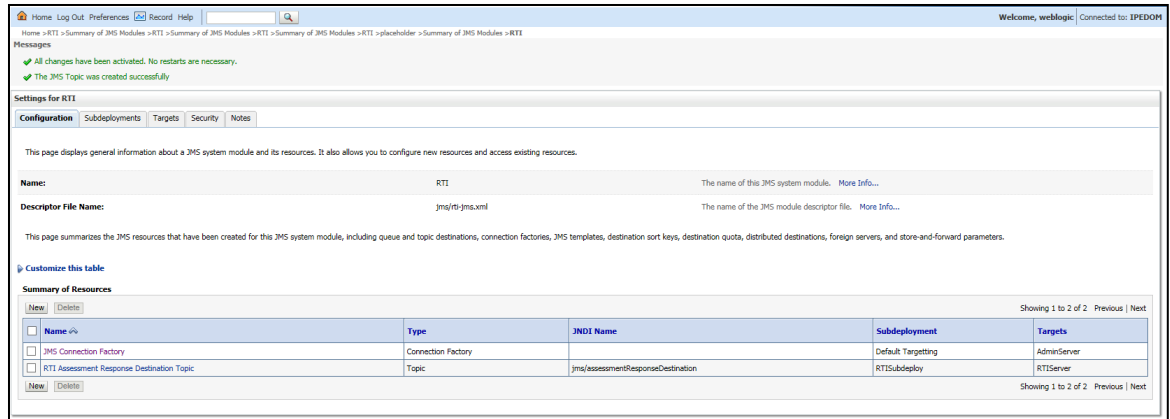 Home Log Out Preferences Record Help Welcome, weblogic Connected to: IPEDOM
Home >RTI >Summary of JMS Modules >RTI >Summary of JMS Modules >RTI >Summary of JMS Modules >RTI >placeholder >Summary of JMS Modules >RTI
Messages
All changes have been activated. No restarts are necessary.
The JMS Topic was created successfully
Settings for RTI
Configuration Subdeployments Targets Security Notes
This page displays general information about a JMS system module and its resources. It also allows you to configure new resources and access existing resources.
Name: RTI The name of this JMS system module. More Info...
Descriptor File Name: jms/rti-jms.xml The name of the JMS module descriptor file. More Info...
This page summarizes the JMS resources that have been created for this JMS system module, including queue and topic destinations, connection factories, JMS templates, destination sort keys, destination quota, distributed destinations, foreign servers, and store-and-forward parameters.
Customize this table
Summary of Resources
New Delete Showing 1 to 2 of 2 Previous | Next
Name Type JNDI Name Subdeployment Targets
JMS Connection Factory Connection Factory Default Targetting AdminServer
RTI Assessment Response Destination Topic Topic jms/assessmentResponseDestination RTISubdeploy RTIServer
New Delete Showing 1 to 2 of 2 Previous | Next